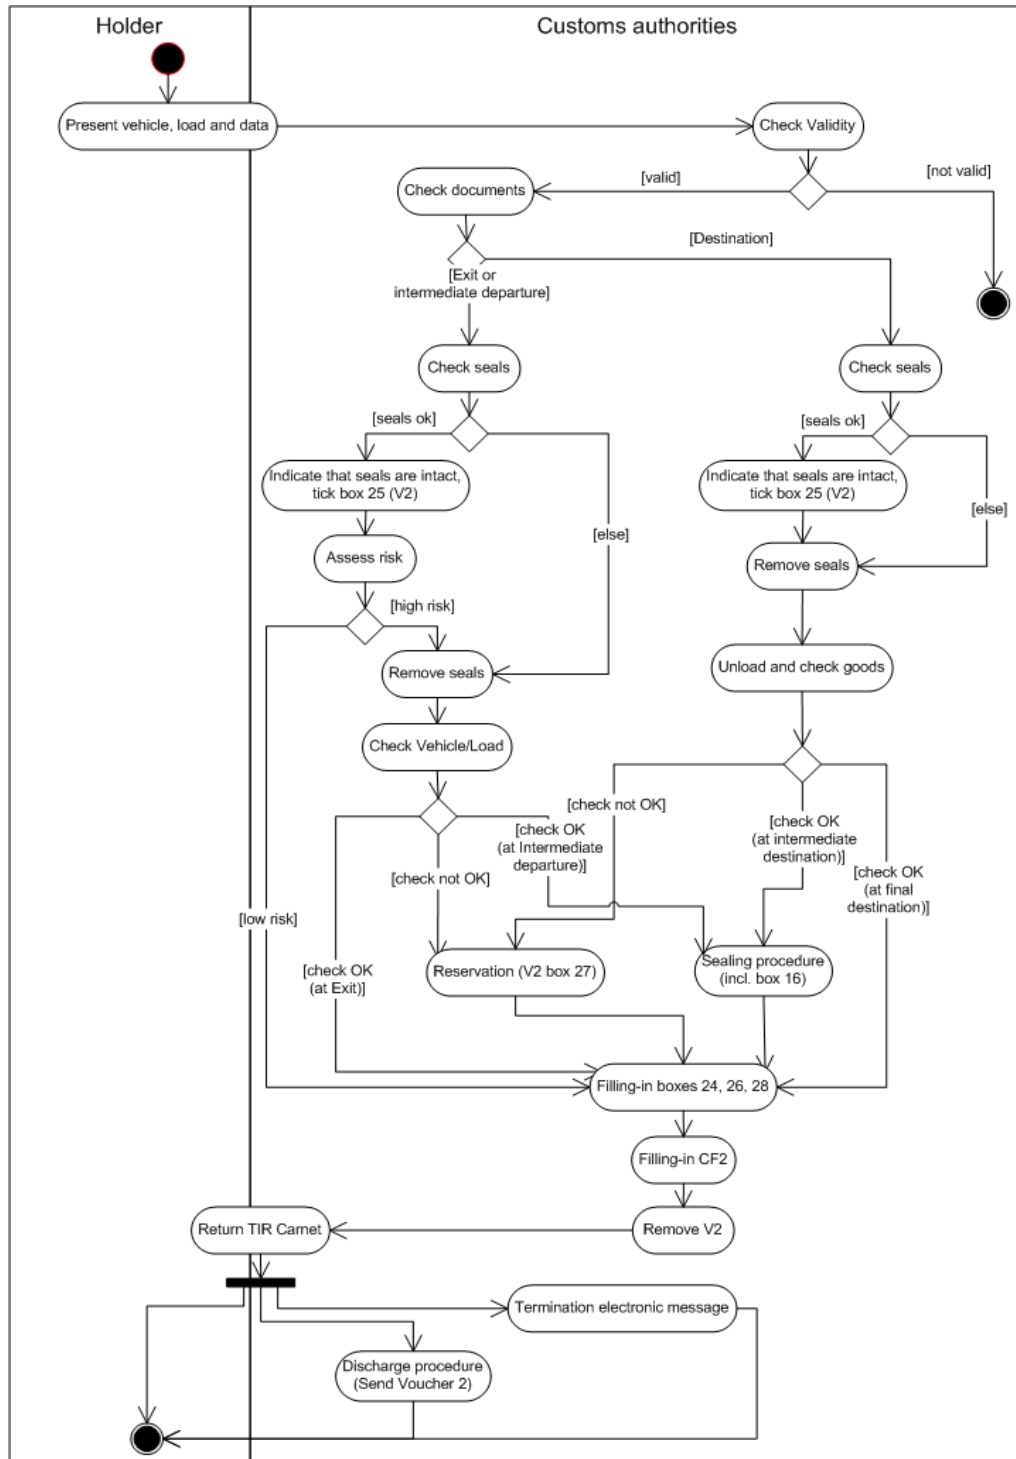 Holder
Customs authorities
Present vehicle, load and data
Check Validity
[valid]
[not valid]
Check documents
[Destination]
[Exit or
intermediate departure]
Check seals
Check seals
[seals ok]
[seals ok]
Indicate that seals are intact,
tick box 25 (V2)
Indicate that seals are intact,
tick box 25 (V2)
[else]
[else]
Assess risk
Remove seals
[high risk]
Remove seals
Unload and check goods
Check Vehicle/Load
[check not OK]
[check OK
(at Intermediate
departure)]
[check OK
(at intermediate
destination)]
[check not OK]
[check OK
(at final
destination)]
[low risk]
[check OK
(at Exit)]
Reservation (V2 box 27)
Sealing procedure
(incl. box 16)
Filling-in boxes 24, 26, 28
Filling-in CF2
Return TIR Carnet
Remove V2
Termination electronic message
Discharge procedure
(Send Voucher 2)